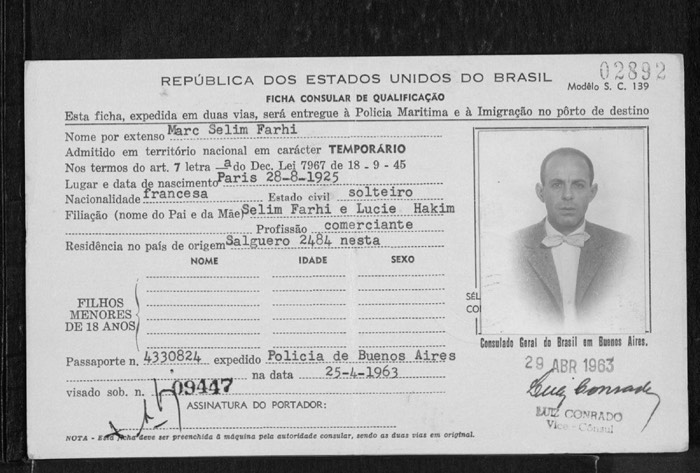 02892
REPÚBLICA DOS ESTADOS UNIDOS DO BRASIL
Modêlo S. C. 139
FICHA CONSULAR DE QUALIFICAÇÃO
Esta ficha, expedida em duas vias, será entregue à Polícia Marítima e à Imigração no pôrto de destino
Nome por extenso Marc Selim Farhi
Admitido em território nacional em carácter TEMPORÁRIO
Nos termos do art. 7 letra a do Dec. Lei 7967 de 18 - 9 - 45
Lugar e data de nascimento Paris 28-8-1925
Nacionalidade francesa Estado civil solteiro
Filiação (nome do Pai e da Mãe) Selim Farhi e Lucie Hakim
Profissão comerciante
Residência no país de origem Salguero 2484 nesta
NOME IDADE SEXO
FILHOS
MENORES
DE 18 ANOS
SÉL
CO
Consulado Geral do Brasil em Buenos Aires.
Passaporte n. 4330824 expedido Policia de Buenos Aires
29 ABR 1963
na data 25-4-1963
visado sob. n. 09447
Luiz Conrado
ASSINATURA DO PORTADOR:
LUIZ CONRADO
Vice - Cônsul
NOTA - Esta ficha deve ser preenchida à máquina pela autoridade consular, sendo as duas vias em original.